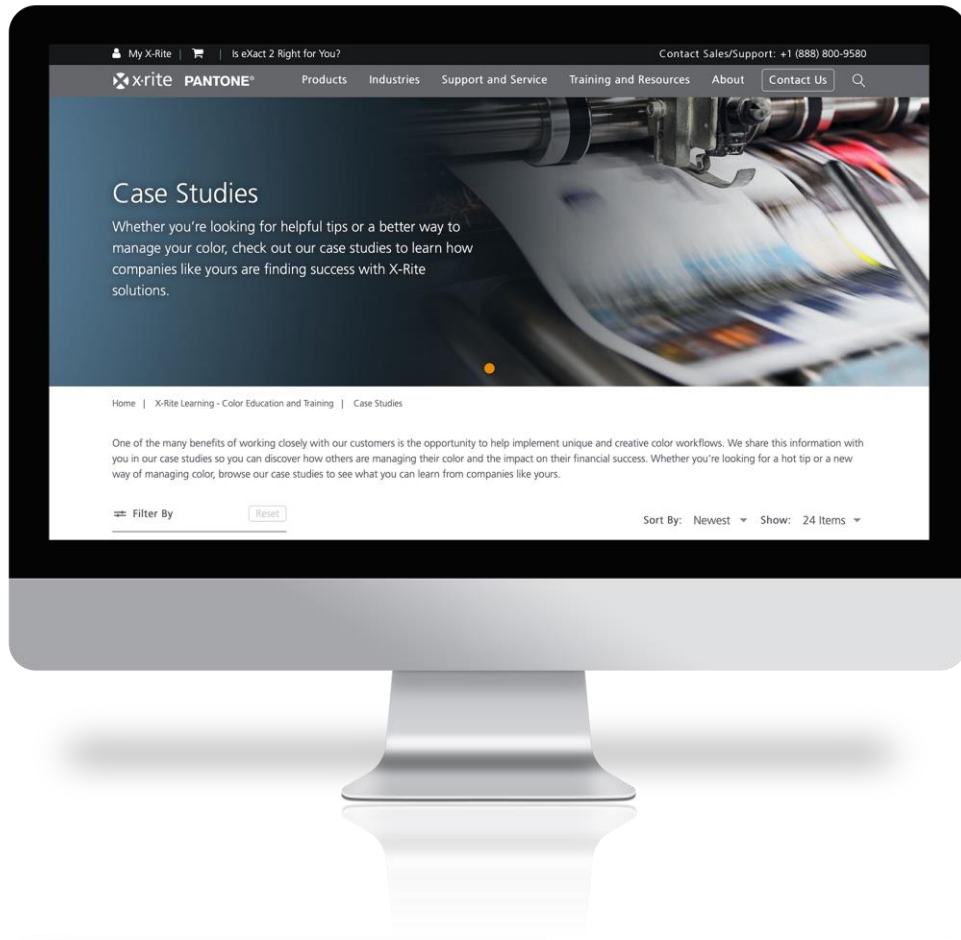 My X-Rite | | Is eXact 2 Right for You? Contact Sales/Support: +1 (888) 800-9580
x·rite PANTONE® Products Industries Support and Service Training and Resources About Contact Us
Case Studies
Whether you're looking for helpful tips or a better way to
manage your color, check out our case studies to learn how
companies like yours are finding success with X-Rite
solutions.
Home | X-Rite Learning - Color Education and Training | Case Studies
One of the many benefits of working closely with our customers is the opportunity to help implement unique and creative color workflows. We share this information with
you in our case studies so you can discover how others are managing their color and the impact on their financial success. Whether you're looking for a hot tip or a new
way of managing color, browse our case studies to see what you can learn from companies like yours.
Filter By Reset Sort By: Newest Show: 24 Items